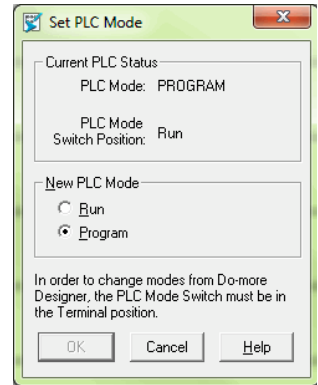 Set PLC Mode
Current PLC Status
PLC Mode: PROGRAM
PLC Mode
Switch Position: Run
New PLC Mode
Run
Program
In order to change modes from Do-more
Designer, the PLC Mode Switch must be in
the Terminal position.
OK Cancel Help